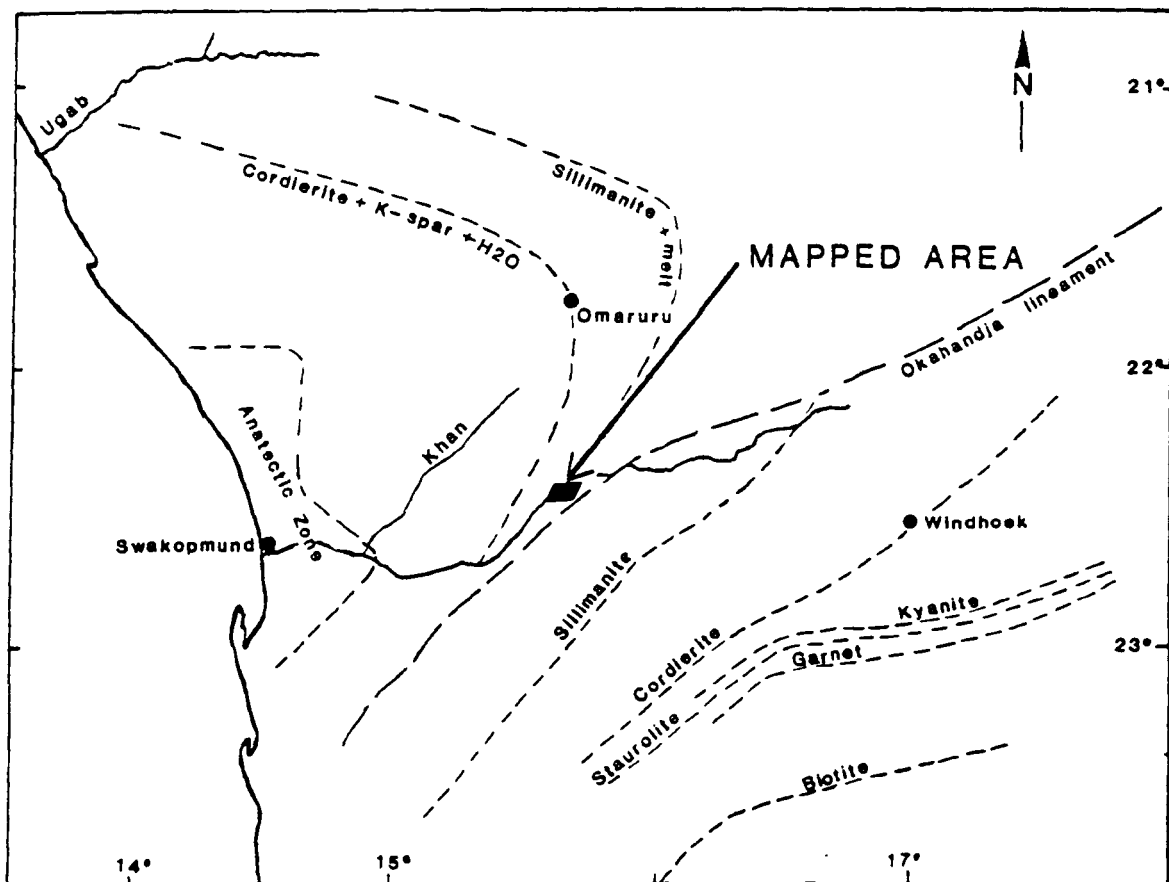 N
21°
Ugab
Sillimanite + melt
Cordierite + K-spar + H2O
MAPPED AREA
Omaruru
Okahandja lineament
22°
Anatectic Zone
Khan
Swakopmund
Windhoek
Sillimanite
Kyanite
Cordierite
Garnet
23°
Staurolite
Biotite
14°
15°
17°